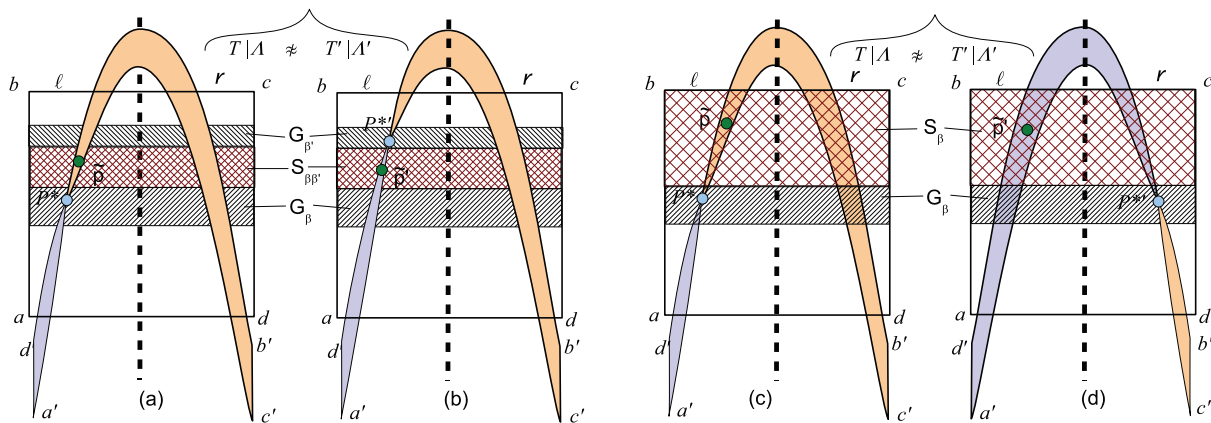 T|Λ ≉ T'|Λ'
T|Λ ≉ T'|Λ'
b ℓ r c
b ℓ r c
b ℓ r c
b ℓ r c
G_β'
S_ββ'
G_β
p̃
P*
P*'
p̃'
S_β
G_β
p̃
P*
p̃'
P*'
a d
a d
a d
a d
d' b'
d' b'
d' b'
d' b'
a' (a) c'
a' (b) c'
a' (c) c'
a' (d) c'